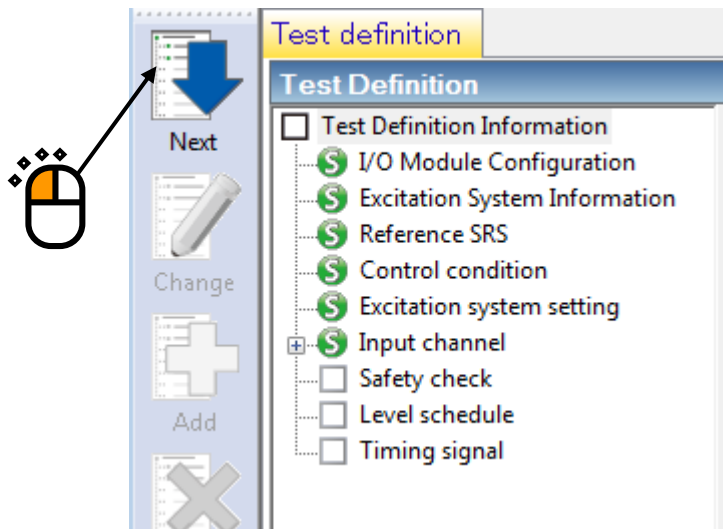 Test definition
Test Definition
Next
Change
Add
Test Definition Information
S I/O Module Configuration
S Excitation System Information
S Reference SRS
S Control condition
S Excitation system setting
S Input channel
Safety check
Level schedule
Timing signal